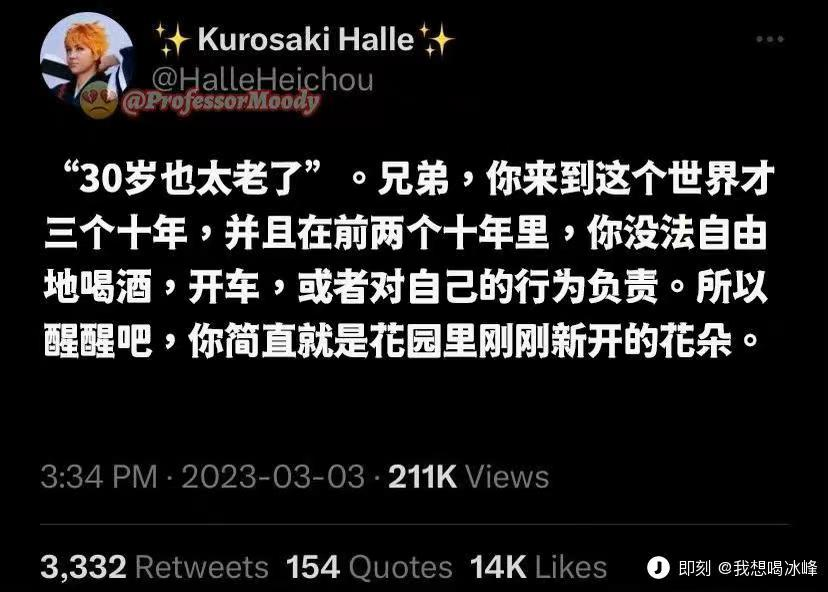 ✨Kurosaki Halle✨
@HalleHeichou
@ProfessorMoody
“30岁也太老了”。兄弟，你来到这个世界才
三个十年，并且在前两个十年里，你没法自由
地喝酒，开车，或者对自己的行为负责。所以
醒醒吧，你简直就是花园里刚刚新开的花朵。
3:34 PM · 2023-03-03 · 211K Views
3,332 Retweets 154 Quotes 14K Likes
即刻 @我想喝冰峰